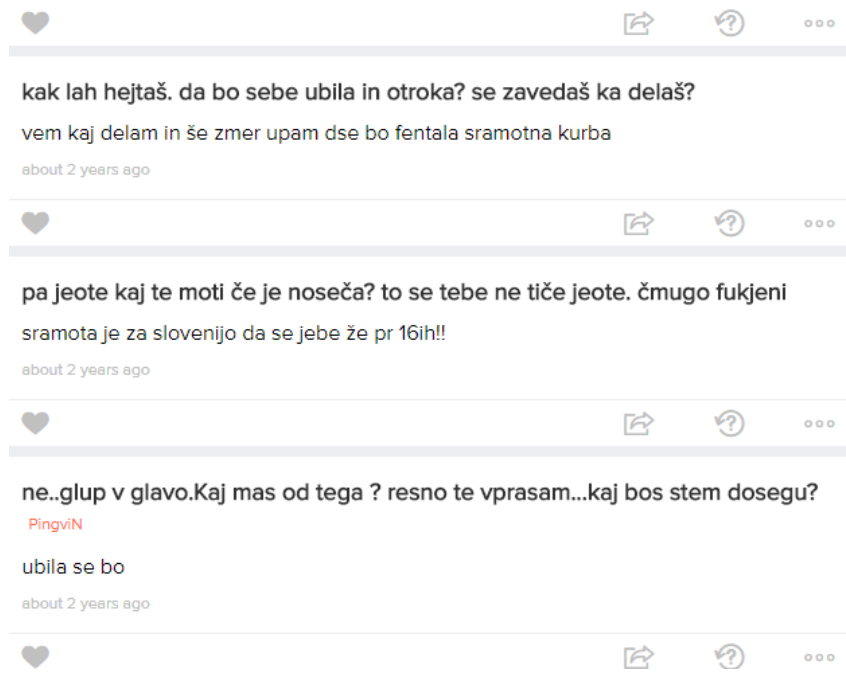 kak lah hejtaš. da bo sebe ubila in otroka? se zavedaš ka delaš?
vem kaj delam in še zmer upam dse bo fentala sramotna kurba
about 2 years ago
pa jeote kaj te moti če je noseča? to se tebe ne tiče jeote. čmugo fukjeni
sramota je za slovenijo da se jebe že pr 16ih!!
about 2 years ago
ne..glup v glavo.Kaj mas od tega ? resno te vprasam...kaj bos stem dosegu?
PingviN
ubila se bo
about 2 years ago